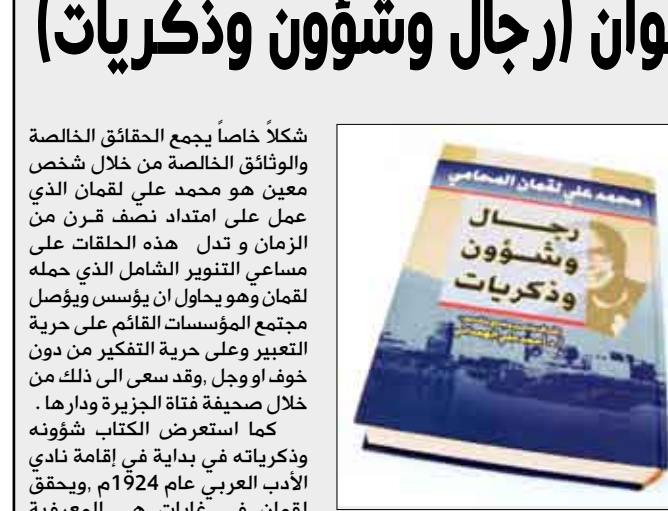 وان (رجال وشؤون وذكريات)
شكلاً خاصاً يجمع الحقائق الخالصة
والوثائق الخالصة من خلال شخص
معين هو محمد علي لقمان الذي
عمل على امتداد نصف قرن من
الزمان و تدل هذه الحلقات على
مساعي التنوير الشامل الذي حمله
لقمان وهو يحاول ان يؤسس ويؤصل
مجتمع المؤسسات القائم على حرية
التعبير وعلى حرية التفكير من دون
خوف او وجل ,وقد سعى الى ذلك من
خلال صحيفة فتاة الجزيرة ودارها .
كما استعرض الكتاب شؤونه
وذكرياته في بداية في إقامة نادي
الأدب العربي عام 1924م ,ويحقق
محمد علي لقمان المحامي
رجــال
وشــؤون
وذكريات